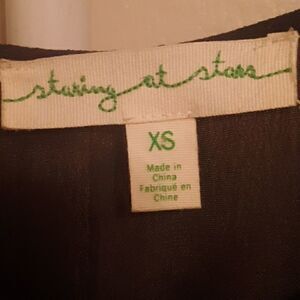 staring at stars
XS
Made in
China
Fabriqué en
Chine